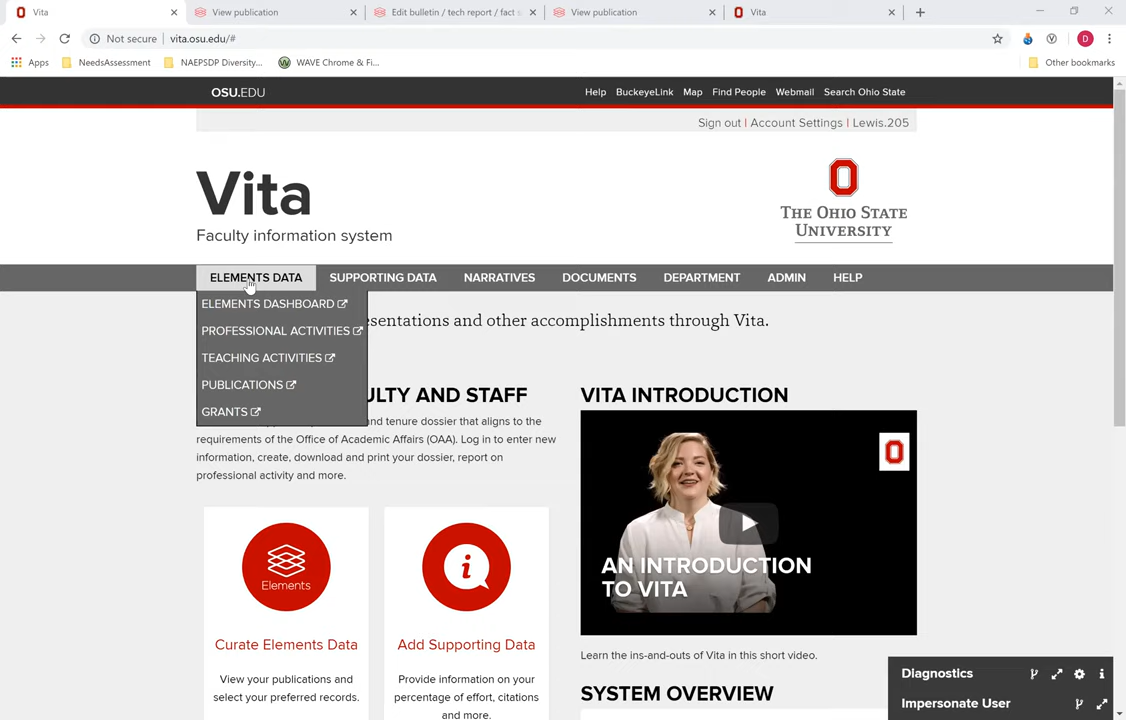 Vita
View publication
Edit bulletin / tech report / fact s
View publication
Vita
Not secure vita.osu.edu/#
Apps NeedsAssessment NAEPSDP Diversity... WAVE Chrome & Fi... Other bookmarks
OSU.EDU
Help BuckeyeLink Map Find People Webmail Search Ohio State
Sign out | Account Settings | Lewis.205
Vita
Faculty information system
THE OHIO STATE
UNIVERSITY
ELEMENTS DATA SUPPORTING DATA NARRATIVES DOCUMENTS DEPARTMENT ADMIN HELP
ELEMENTS DASHBOARD
PROFESSIONAL ACTIVITIES
TEACHING ACTIVITIES
PUBLICATIONS
GRANTS
esentations and other accomplishments through Vita.
ULTY AND STAFF
and tenure dossier that aligns to the
requirements of the Office of Academic Affairs (OAA). Log in to enter new
information, create, download and print your dossier, report on
professional activity and more.
Elements
Curate Elements Data
View your publications and
select your preferred records.
Add Supporting Data
Provide information on your
percentage of effort, citations
and more.
VITA INTRODUCTION
AN INTRODUCTION
TO VITA
Learn the ins-and-outs of Vita in this short video.
SYSTEM OVERVIEW
Diagnostics
Impersonate User